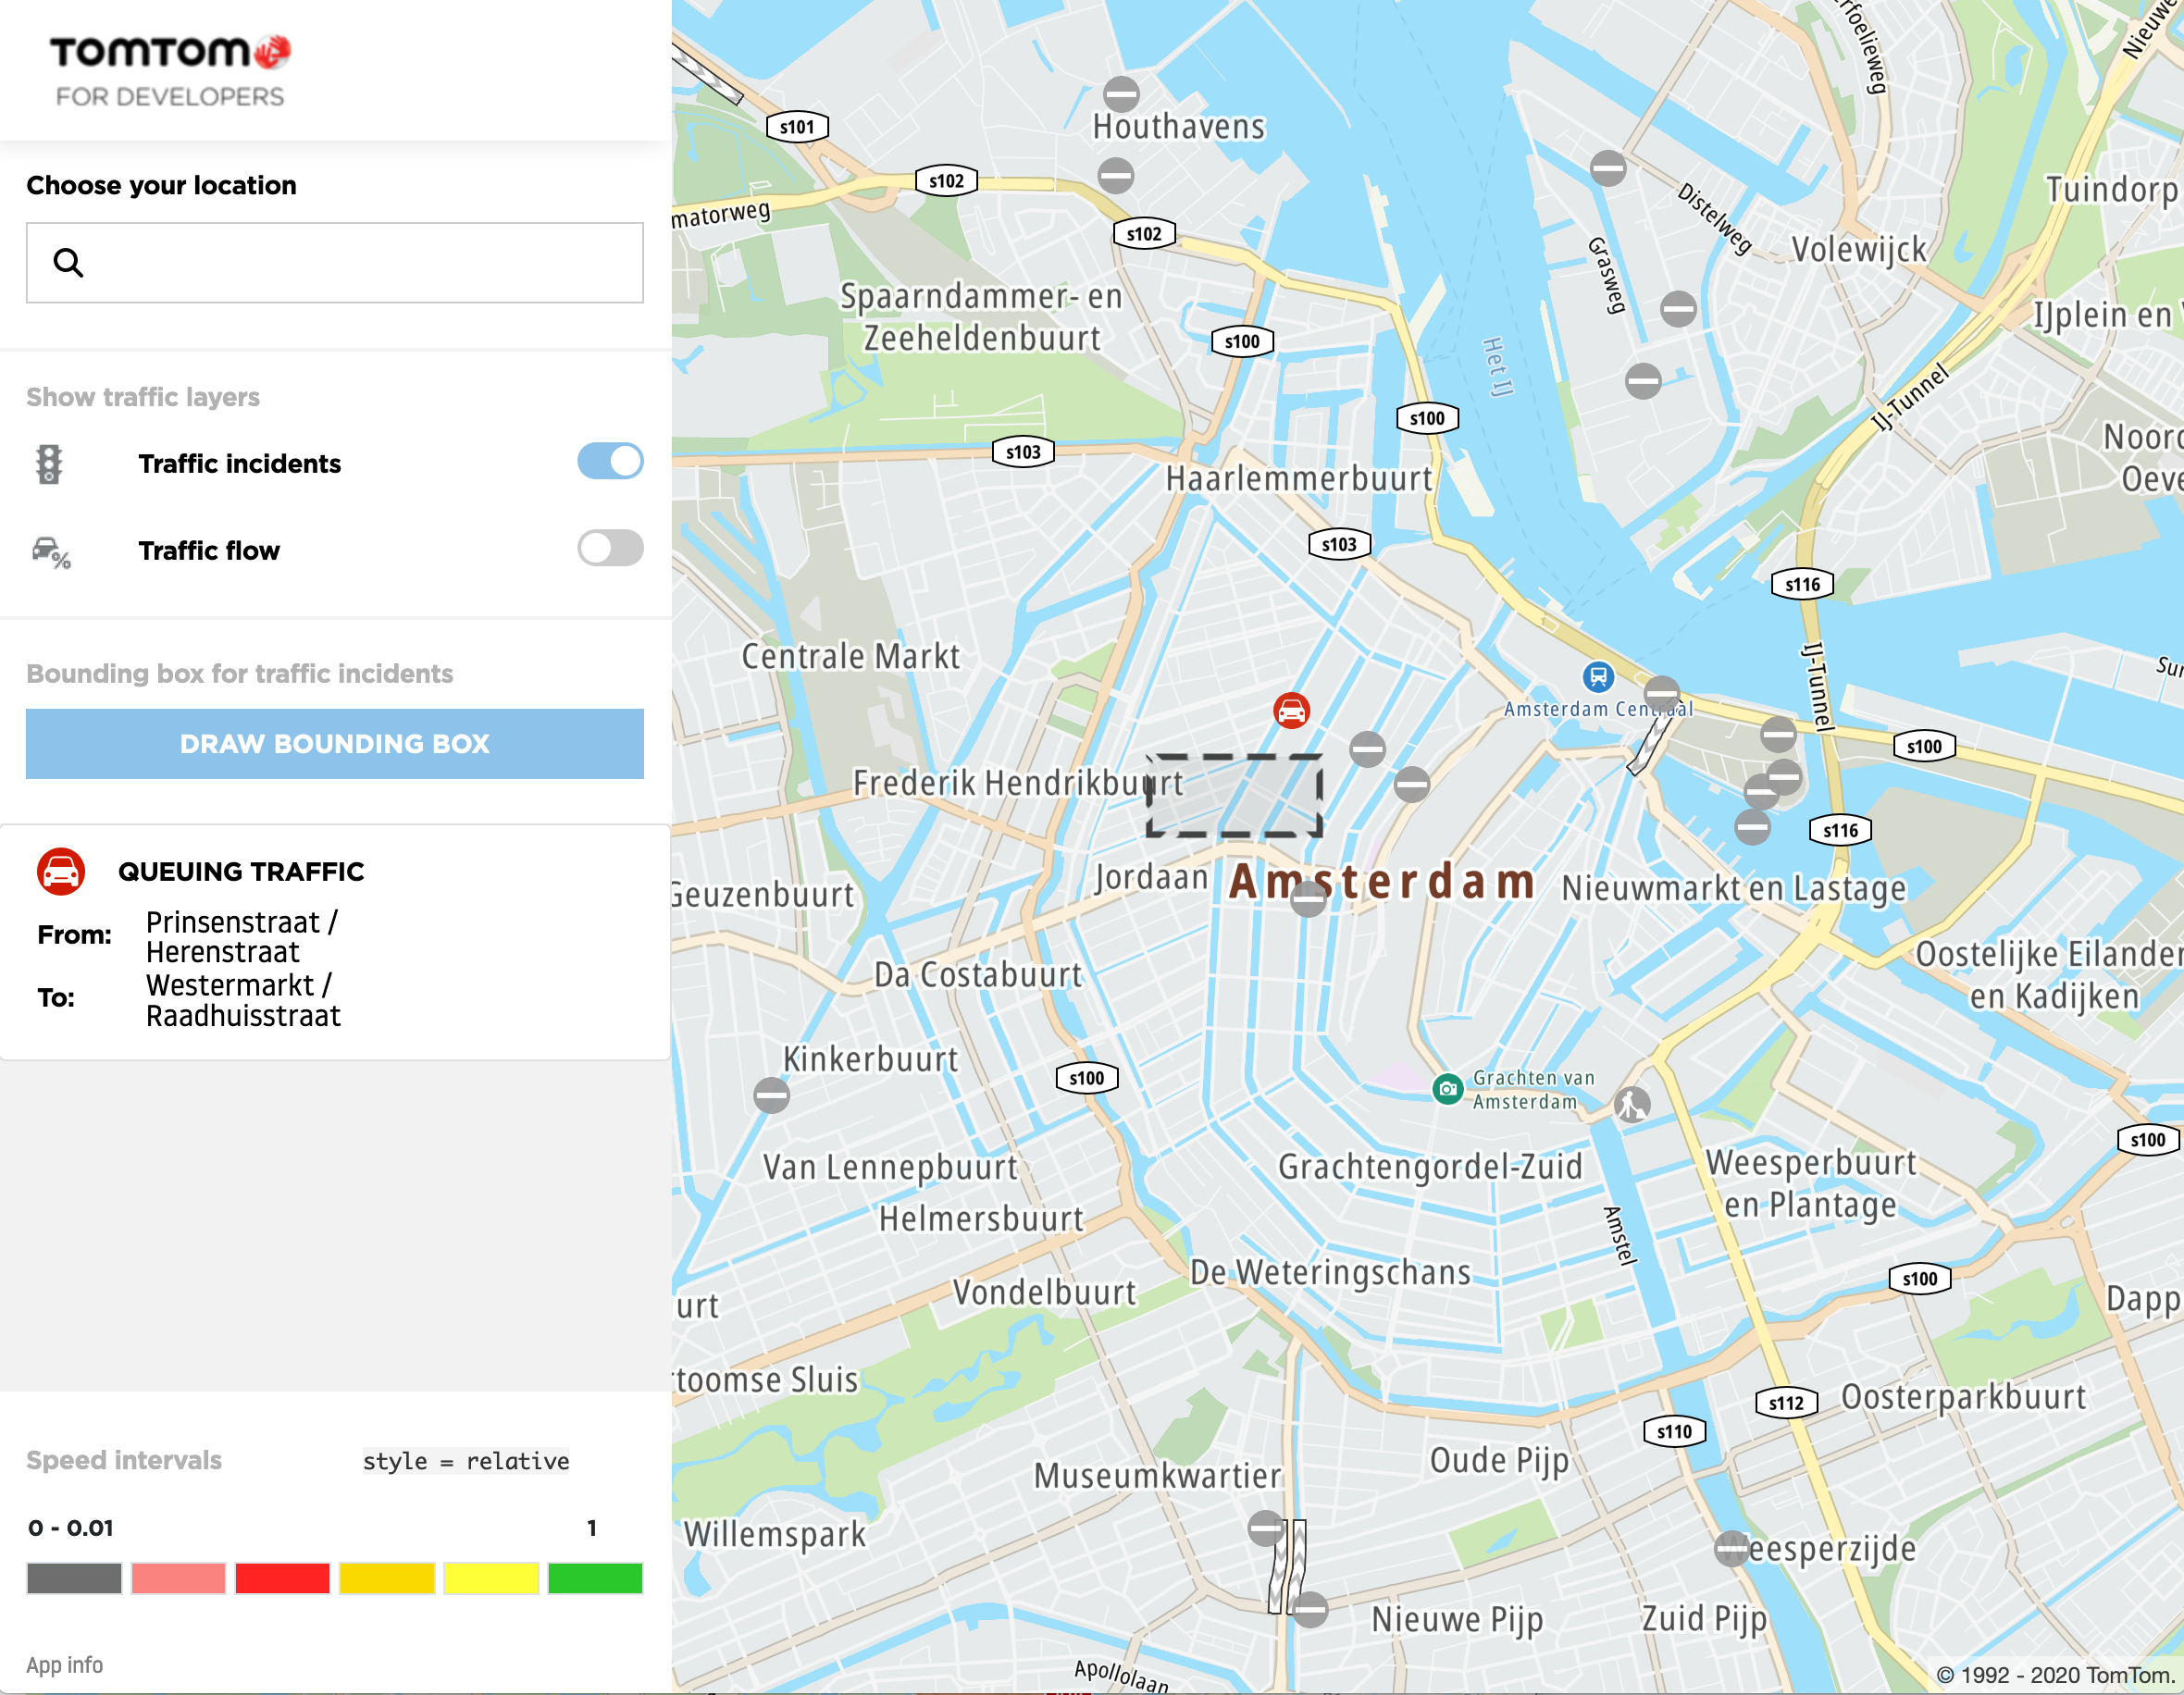 TOMTOM
FOR DEVELOPERS
Choose your location
Show traffic layers
Traffic incidents
Traffic flow
Bounding box for traffic incidents
DRAW BOUNDING BOX
QUEUING TRAFFIC
From:
Prinsenstraat /
Herenstraat
To:
Westermarkt /
Raadhuisstraat
Speed intervals
style = relative
0 - 0.01
1
App info
s101
Houthavens
s102
matorweg
s102
Distelweg
Grasweg
Volewijck
Tuindorp
Nieuwe
IJplein en
Spaarndammer- en
Zeeheldenbuurt
s100
Het IJ
IJ-Tunnel
s100
s103
Haarlemmerbuurt
s103
s116
IJ-Tunnel
Centrale Markt
Amsterdam Centraal
s100
Frederik Hendrikbuurt
s116
Jordaan
Amsterdam
Nieuwmarkt en Lastage
Geuzenbuurt
Oostelijke Eilanden
en Kadijken
Da Costabuurt
Kinkerbuurt
s100
Grachten van
Amsterdam
s100
Van Lennepbuurt
Grachtengordel-Zuid
Weesperbuurt
en Plantage
Helmersbuurt
Amstel
De Weteringschans
s100
Vondelbuurt
urt
Dapp
toomse Sluis
s112
Oosterparkbuurt
s110
Oude Pijp
Museumkwartier
Willemspark
Weesperzijde
Nieuwe Pijp
Zuid Pijp
Apollolaan
© 1992 - 2020 TomTom.